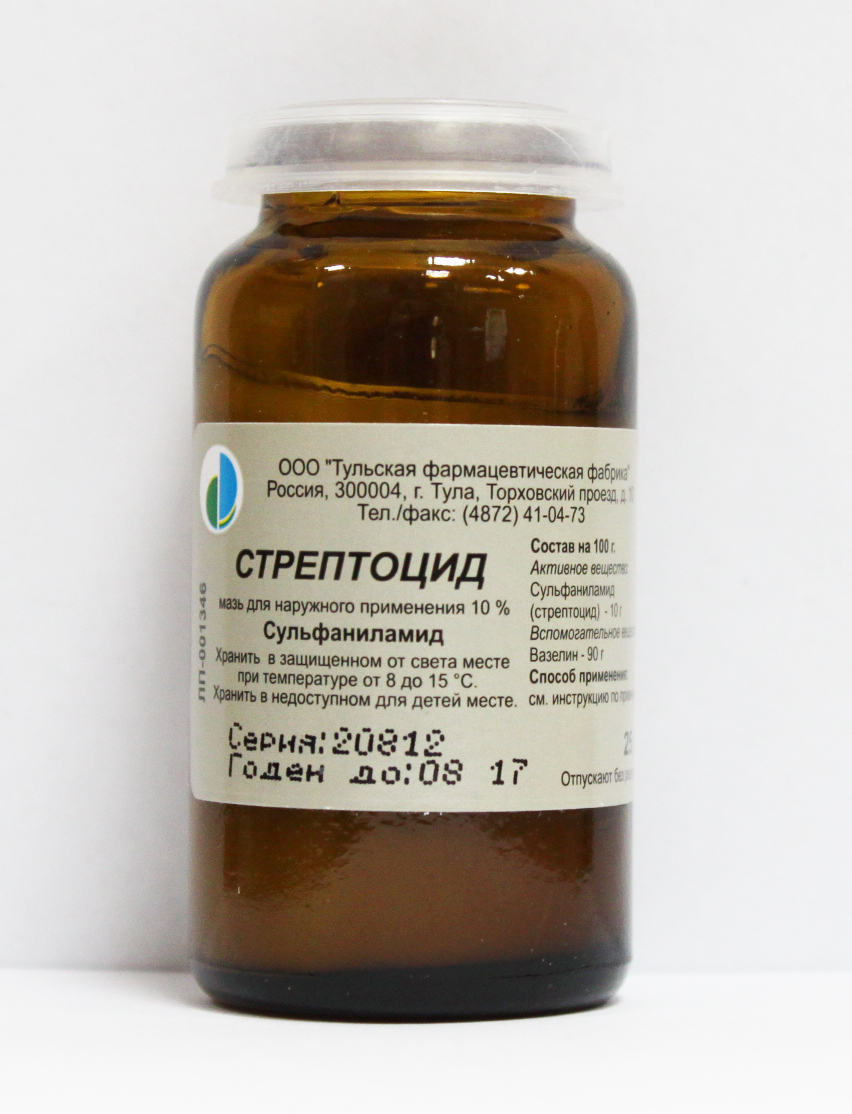 ООО "Тульская фармацевтическая фабрика"
Россия, 300004, г. Тула, Торховский проезд, д. 10
Тел./факс: (4872) 41-04-73
СТРЕПТОЦИД
мазь для наружного применения 10 %
Сульфаниламид
Хранить в защищенном от света месте
при температуре от 8 до 15 °С.
Хранить в недоступном для детей месте.
Серия:20812
Годен до:08 17
ЛП-001346
Состав на 100 г.
Активное вещество:
Сульфаниламид
(стрептоцид) - 10 г
Вспомогательное
Вазелин - 90 г
Способ применения:
см. инструкцию по
Отпускают без